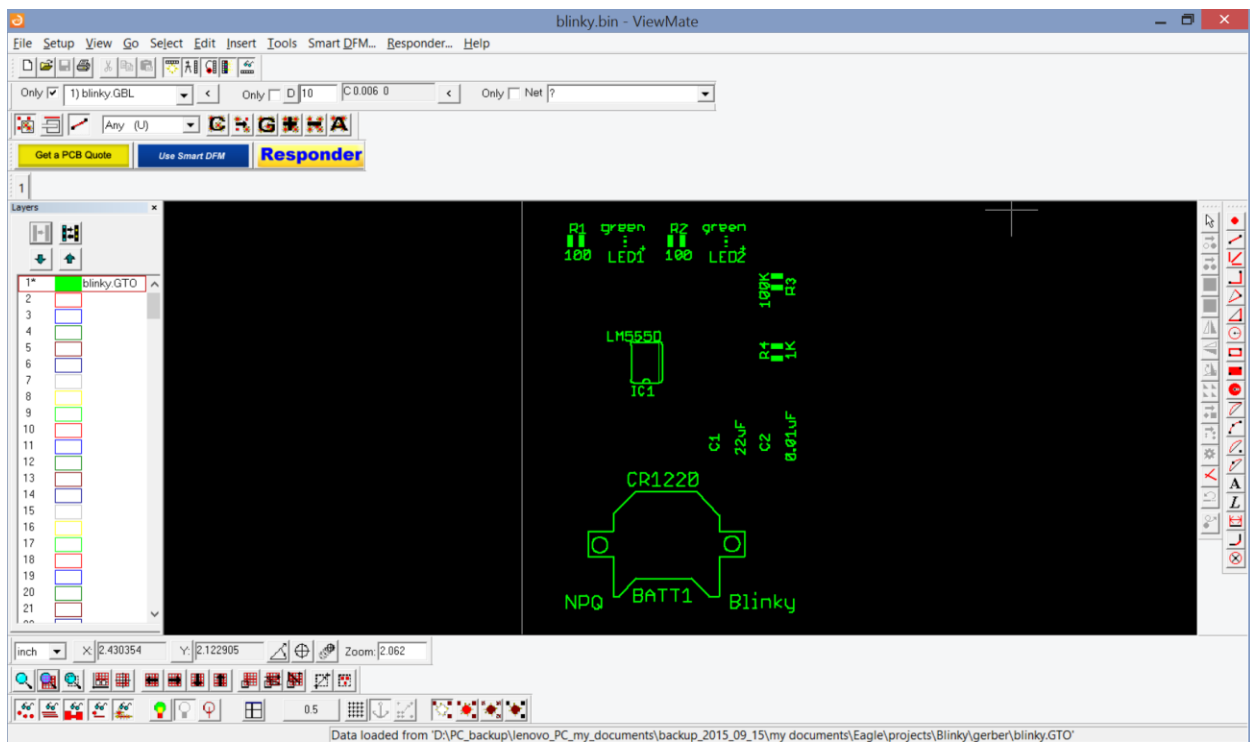 blinky.bin - ViewMate
File Setup View Go Select Edit Insert Tools Smart DFM... Responder... Help
Only 1) blinky.GBL < Only D 10 C 0.006 0 < Only Net ?
Any (U) C G A
Get a PCB Quote Use Smart DFM Responder
1
Layers
1* blinky.GTO
2
3
4
5
6
7
8
9
10
11
12
13
14
15
16
17
18
19
20
21
R1 green R2 green
100 LED1 100 LED2
100K R3
LM555D
R4 1K
IC1
C1 22uF C2 0.01uF
CR1220
NPQ BATT1 Blinky
A
L
inch X: 2.430354 Y: 2.122905 Zoom: 2.062
0.5
Data loaded from 'D:\PC_backup\lenovo_PC_my_documents\backup_2015_09_15\my documents\Eagle\projects\Blinky\gerber\blinky.GTO'